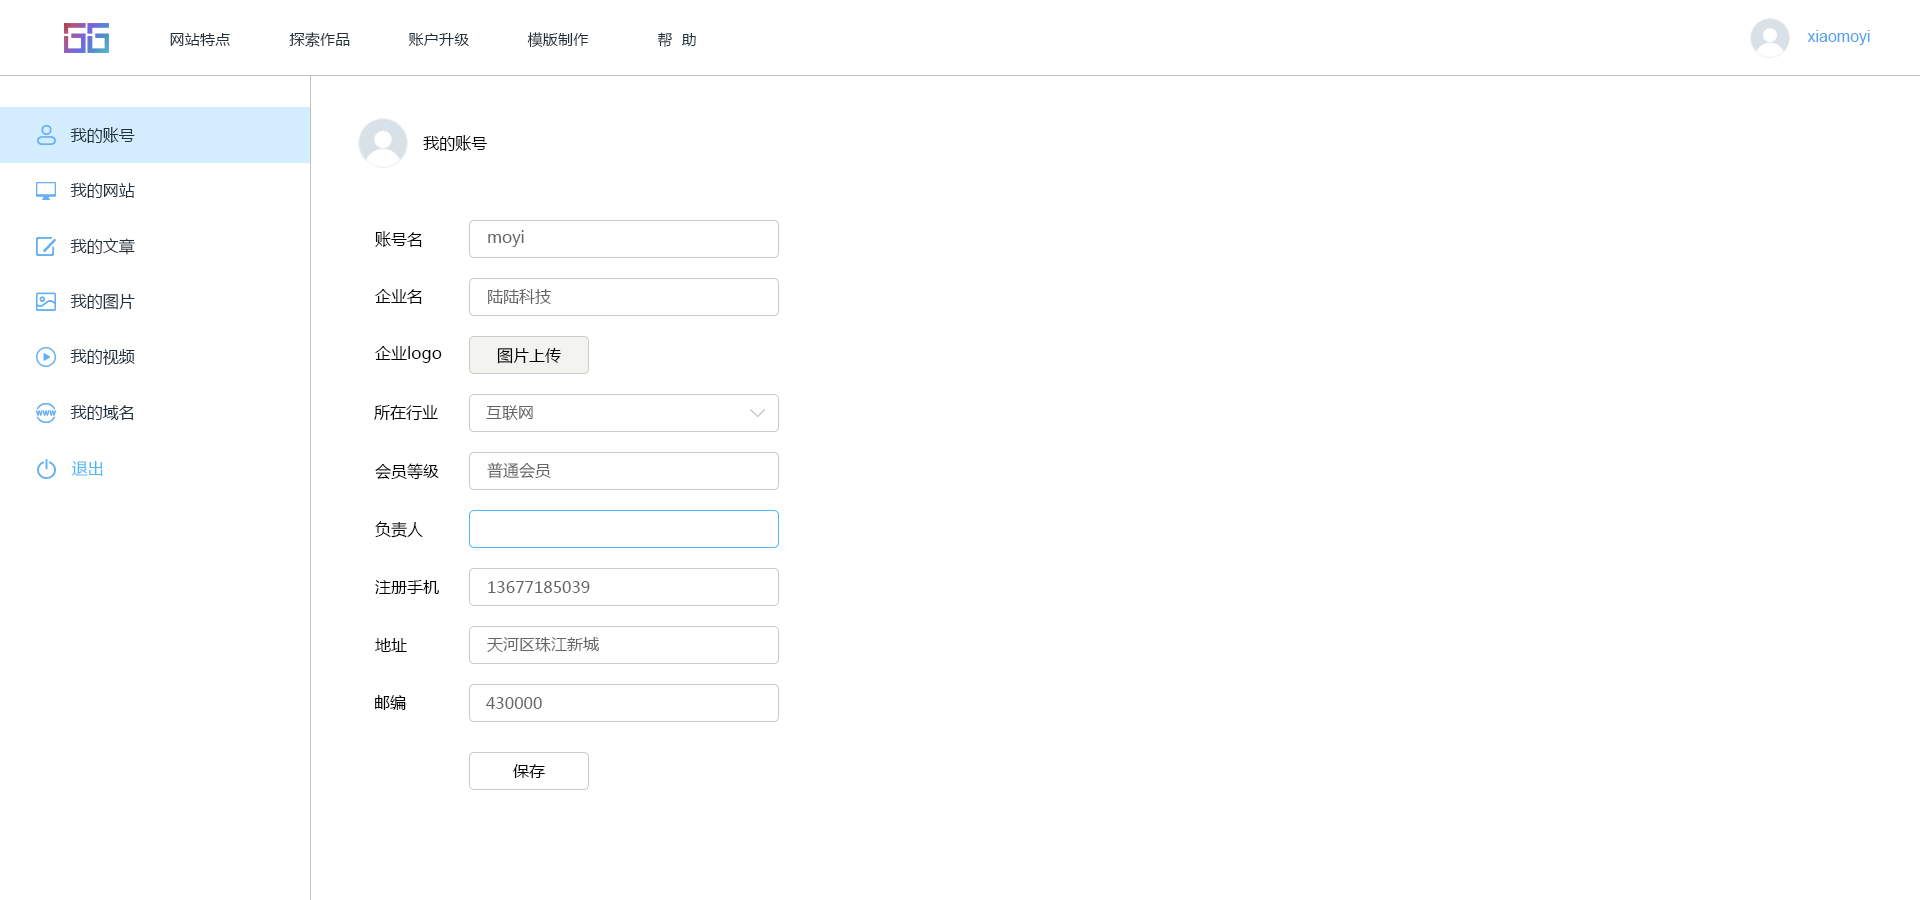 网站特点 探索作品 账户升级 模版制作 帮 助 xiaomoyi
我的账号
我的网站
我的文章
我的图片
我的视频
www 我的域名
退出
我的账号
账号名 moyi
企业名 陆陆科技
企业logo 图片上传
所在行业 互联网
会员等级 普通会员
负责人
注册手机 13677185039
地址 天河区珠江新城
邮编 430000
保存